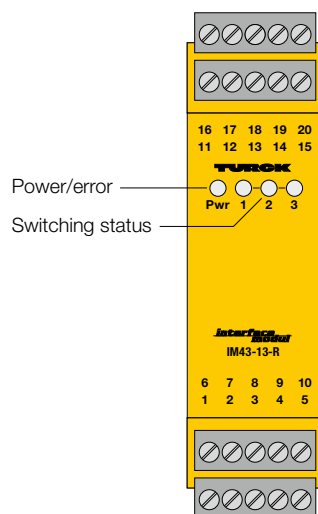 16 17 18 19 20
11 12 13 14 15
TURCK
Power/error
Pwr 1 2 3
Switching status
interface
modul
IM43-13-R
6 7 8 9 10
1 2 3 4 5